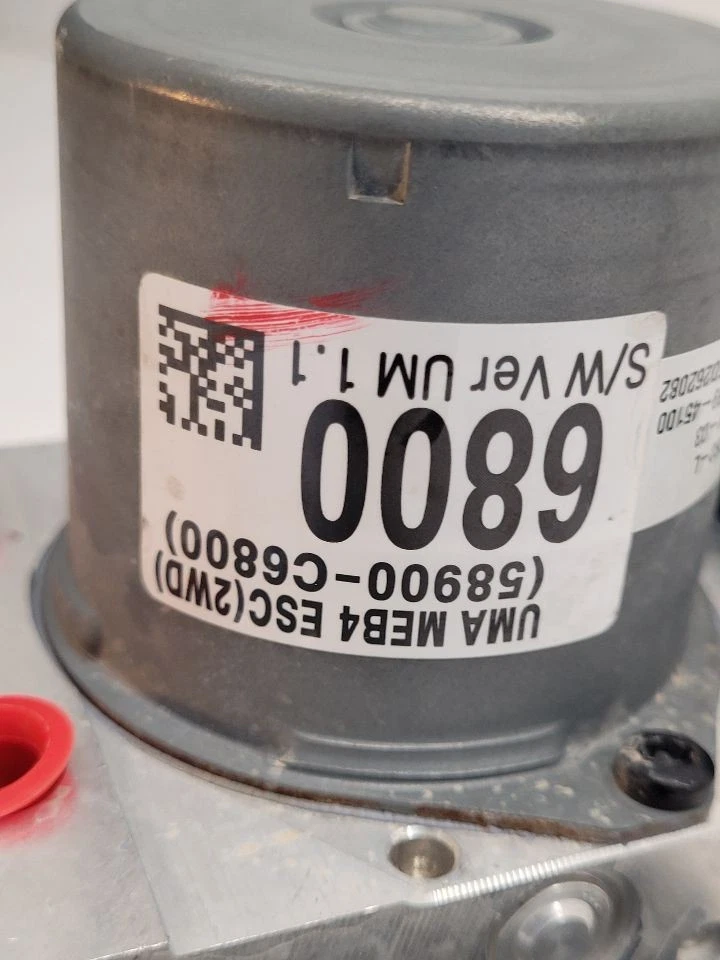 UMA MEB4 ESC(2WD)
(58900-C6800)
6800
S/W Ver UM 1.1